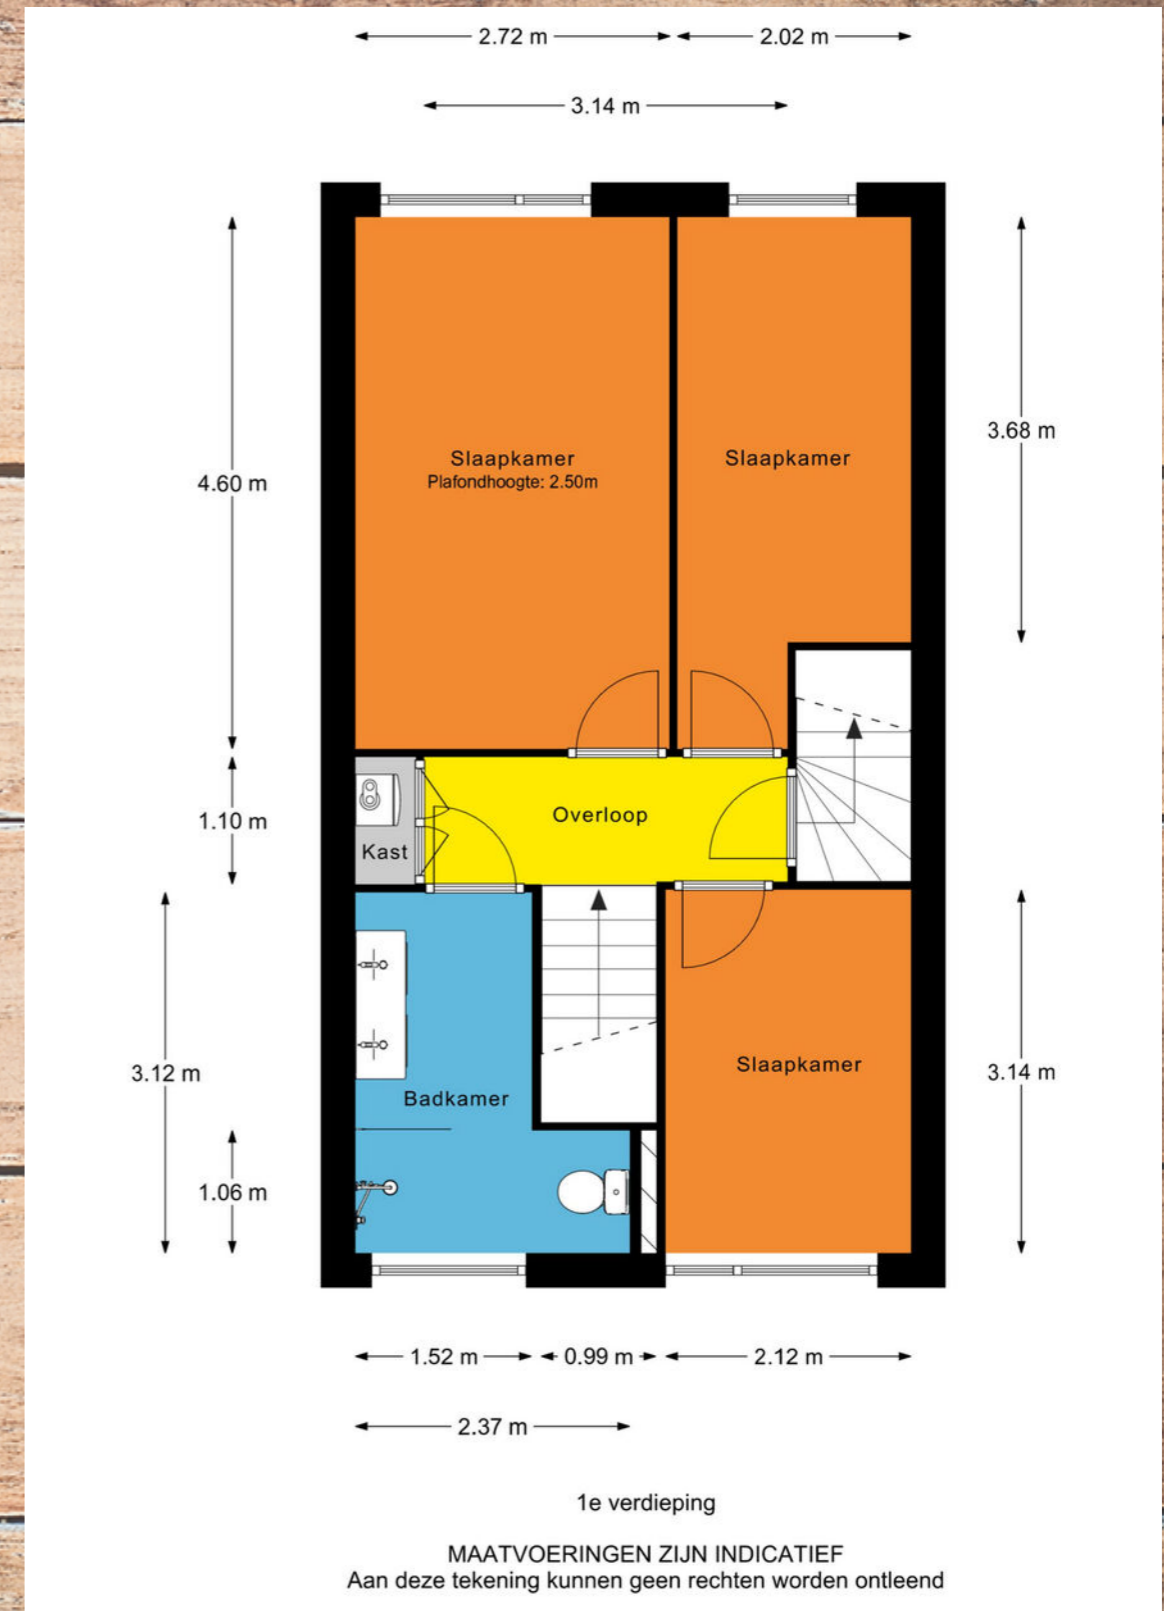 2.72 m
2.02 m
3.14 m
Slaapkamer
Plafondhoogte: 2.50m
Slaapkamer
3.68 m
4.60 m
1.10 m
Overloop
Kast
3.12 m
Badkamer
Slaapkamer
3.14 m
1.06 m
1.52 m
0.99 m
2.12 m
2.37 m
1e verdieping
MAATVOERINGEN ZIJN INDICATIEF
Aan deze tekening kunnen geen rechten worden ontleend